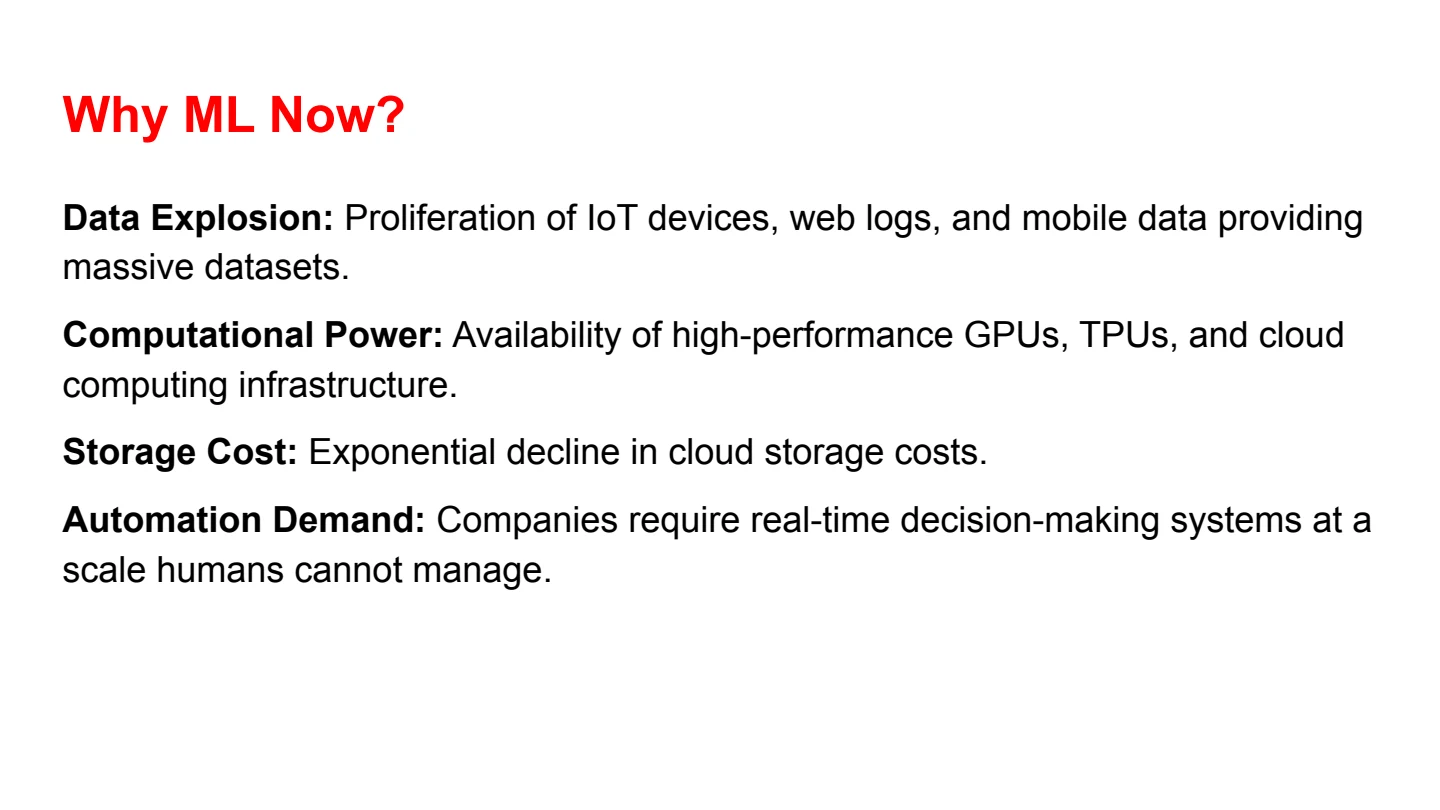 Why ML Now?
Data Explosion: Proliferation of IoT devices, web logs, and mobile data providing
massive datasets.
Computational Power: Availability of high-performance GPUs, TPUs, and cloud
computing infrastructure.
Storage Cost: Exponential decline in cloud storage costs.
Automation Demand: Companies require real-time decision-making systems at a
scale humans cannot manage.